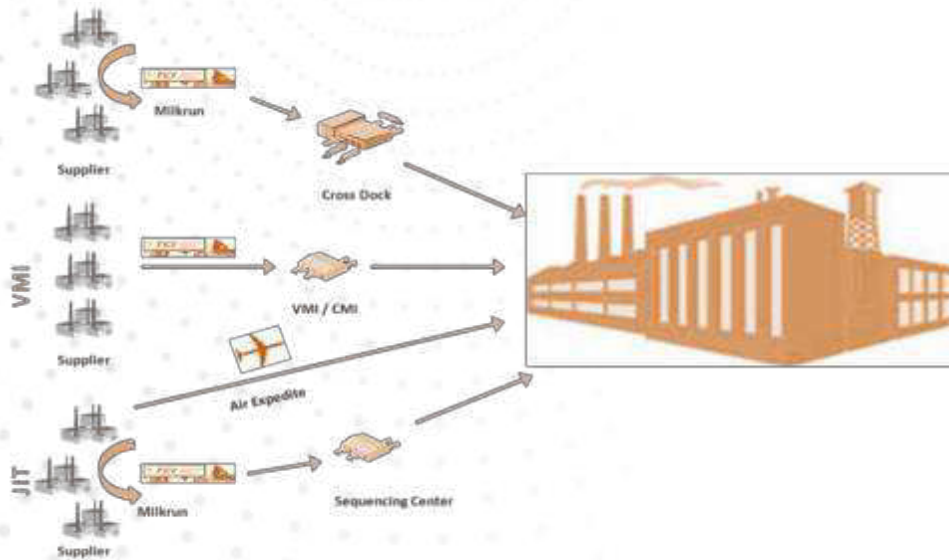 Milkrun
Supplier
Cross Dock
VMI
VMI / CMI
Supplier
Air Expedite
JIT
Milkrun
Sequencing Center
Supplier